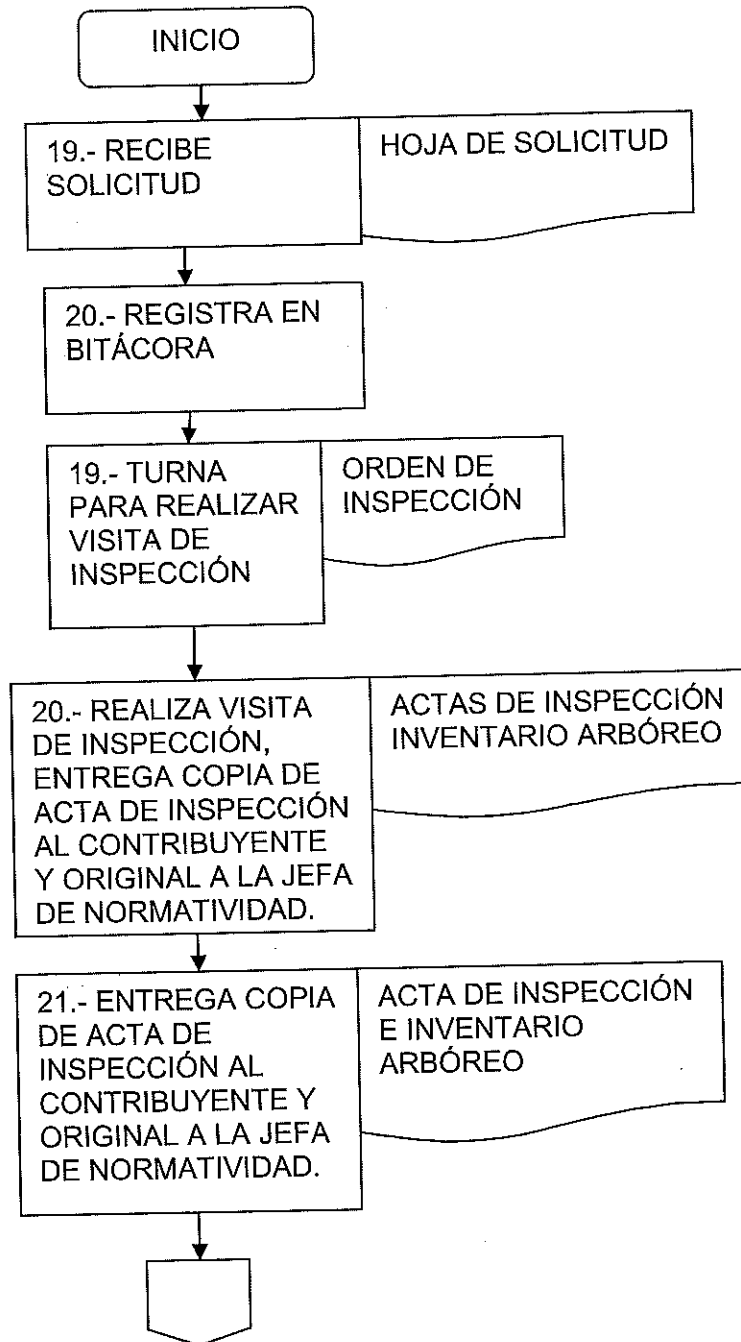 INICIO
19.- RECIBE
SOLICITUD
HOJA DE SOLICITUD
20.- REGISTRA EN
BITÁCORA
19.- TURNA
PARA REALIZAR
VISITA DE
INSPECCIÓN
ORDEN DE
INSPECCIÓN
20.- REALIZA VISITA
DE INSPECCIÓN,
ENTREGA COPIA DE
ACTA DE INSPECCIÓN
AL CONTRIBUYENTE
Y ORIGINAL A LA JEFA
DE NORMATIVIDAD.
ACTAS DE INSPECCIÓN
INVENTARIO ARBÓREO
21.- ENTREGA COPIA
DE ACTA DE
INSPECCIÓN AL
CONTRIBUYENTE Y
ORIGINAL A LA JEFA
DE NORMATIVIDAD.
ACTA DE INSPECCIÓN
E INVENTARIO
ARBÓREO